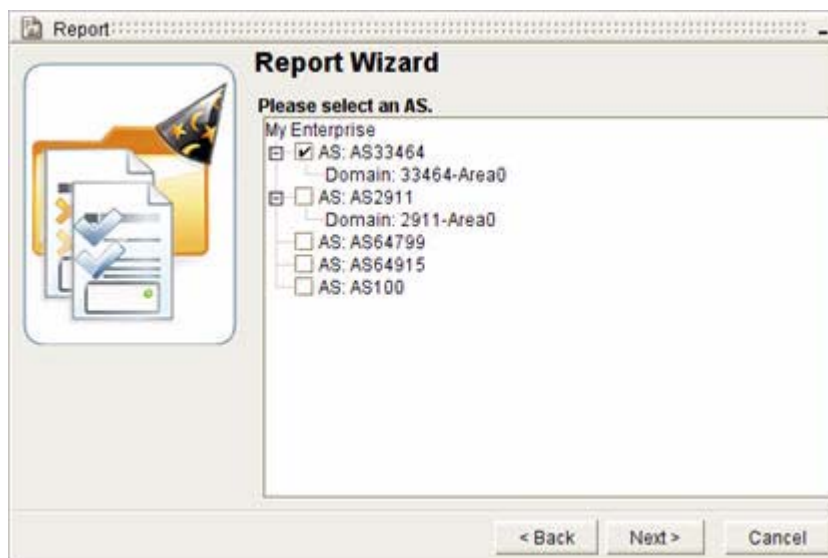 Report
Report Wizard
Please select an AS.
My Enterprise
AS: AS33464
Domain: 33464-Area0
AS: AS2911
Domain: 2911-Area0
AS: AS64799
AS: AS64915
AS: AS100
< Back Next > Cancel